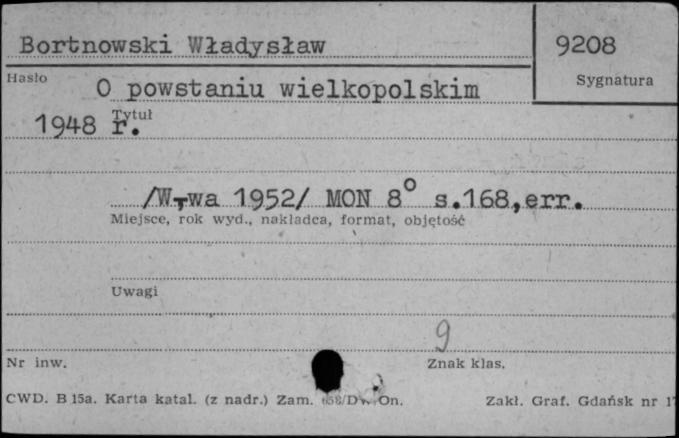 Bortnowski Władysław
9208
Hasło
Sygnatura
O powstaniu wielkopolskim
Tytuł
1948 r.
/W-wa 1952/ MON 8° s.168,err.
Miejsce, rok wyd., nakładca, format, objętość
Uwagi
9
Nr inw.
Znak klas.
CWD. B 15a. Karta katal. (z nadr.) Zam. On.
Zakł. Graf. Gdańsk nr